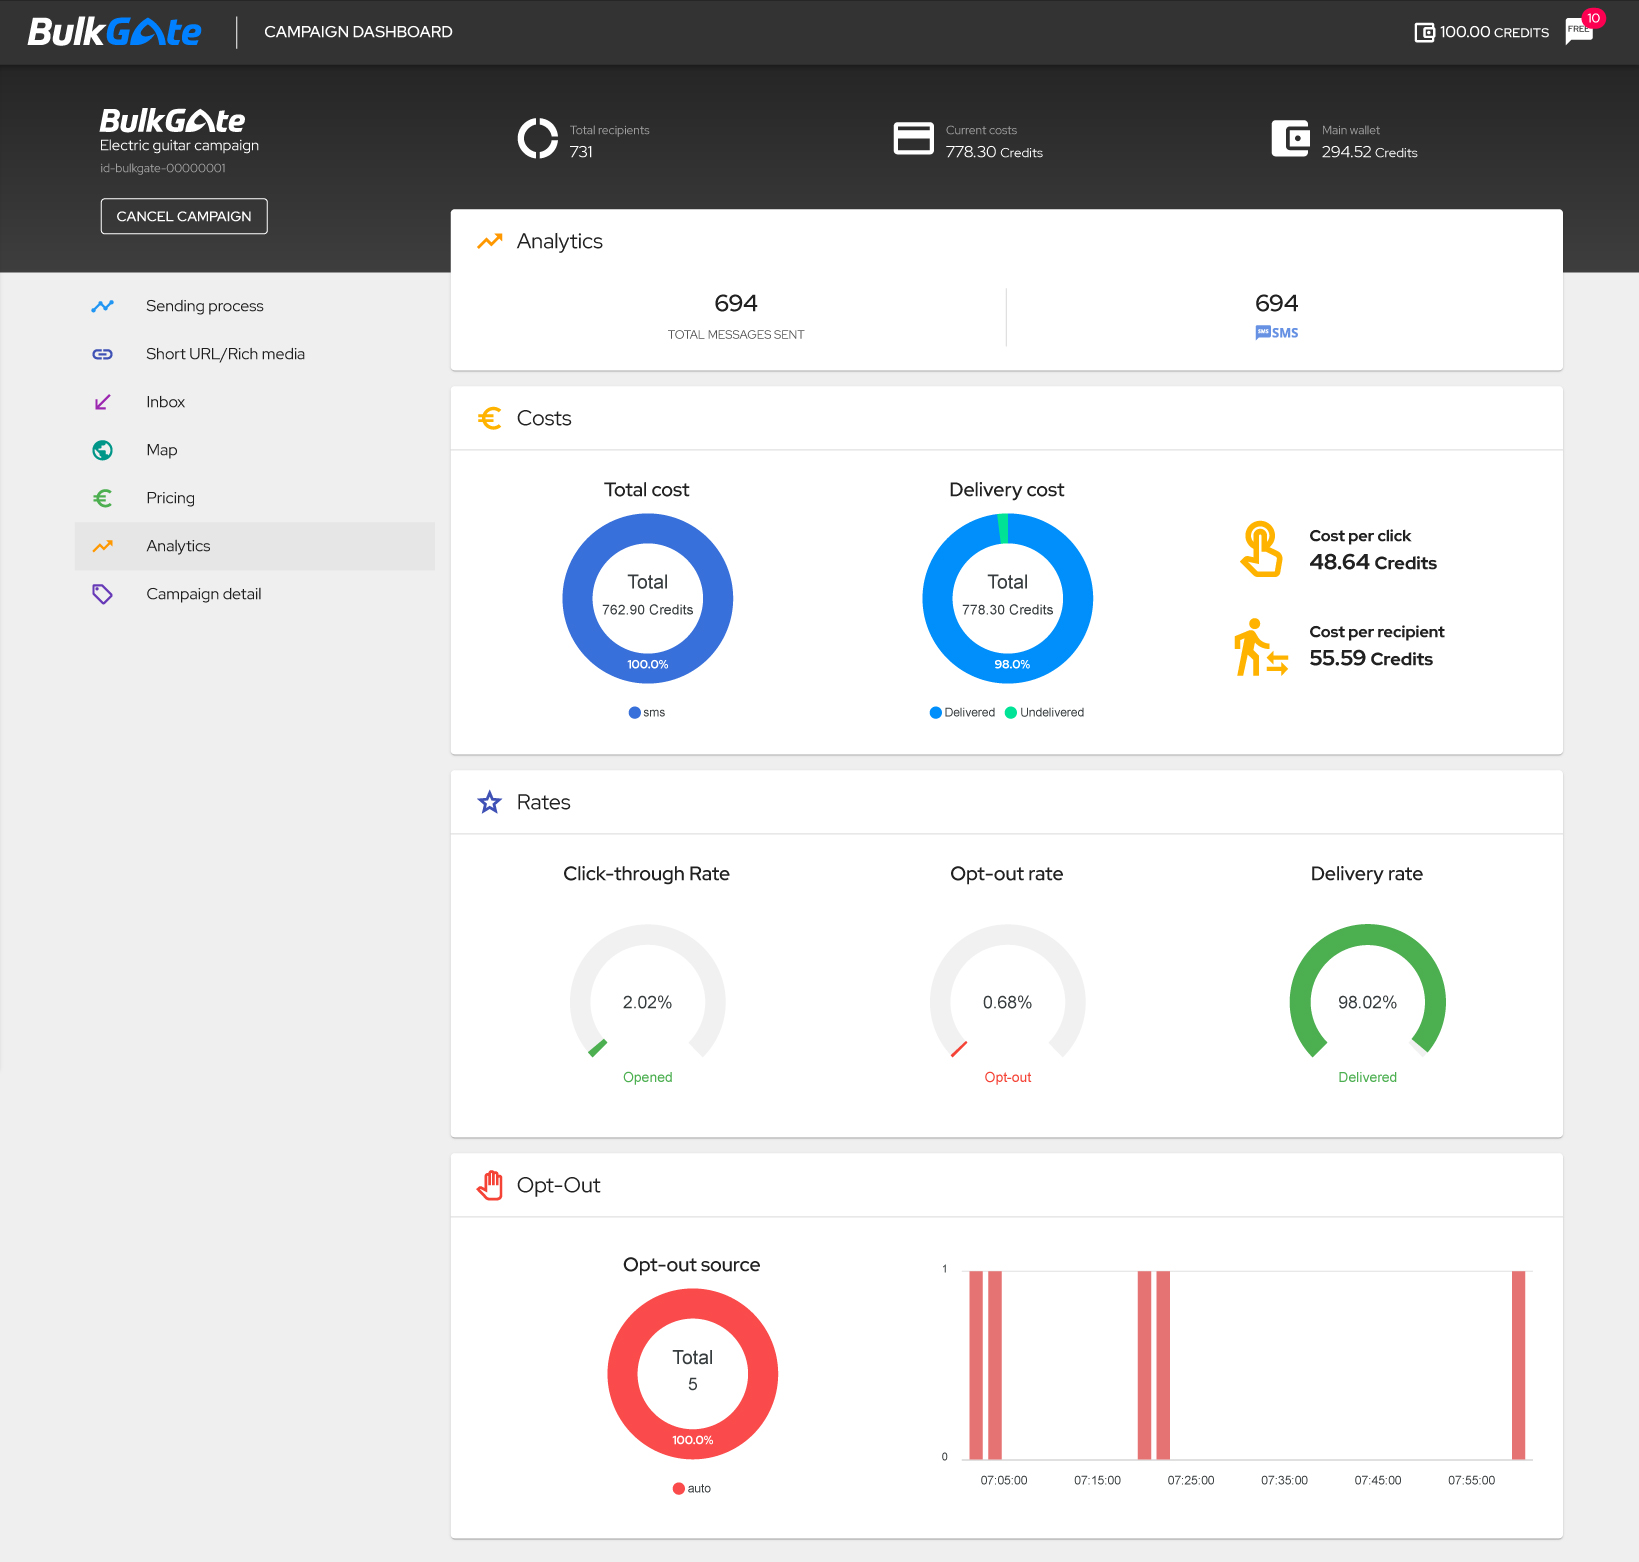 BulkGate
CAMPAIGN DASHBOARD
100.00 CREDITS
FREE
10
BulkGate
Electric guitar campaign
id-bulkgate-00000001
CANCEL CAMPAIGN
Total recipients
731
Current costs
778.30 Credits
Main wallet
294.52 Credits
Sending process
Short URL/Rich media
Inbox
Map
Pricing
Analytics
Campaign detail
Analytics
694
TOTAL MESSAGES SENT
694
SMS SMS
Costs
Total cost
Total
762.90 Credits
100.0%
sms
Delivery cost
Total
778.30 Credits
98.0%
Delivered Undelivered
Cost per click
48.64 Credits
Cost per recipient
55.59 Credits
Rates
Click-through Rate
2.02%
Opened
Opt-out rate
0.68%
Opt-out
Delivery rate
98.02%
Delivered
Opt-Out
Opt-out source
Total
5
100.0%
auto
1
0
07:05:00 07:15:00 07:25:00 07:35:00 07:45:00 07:55:00